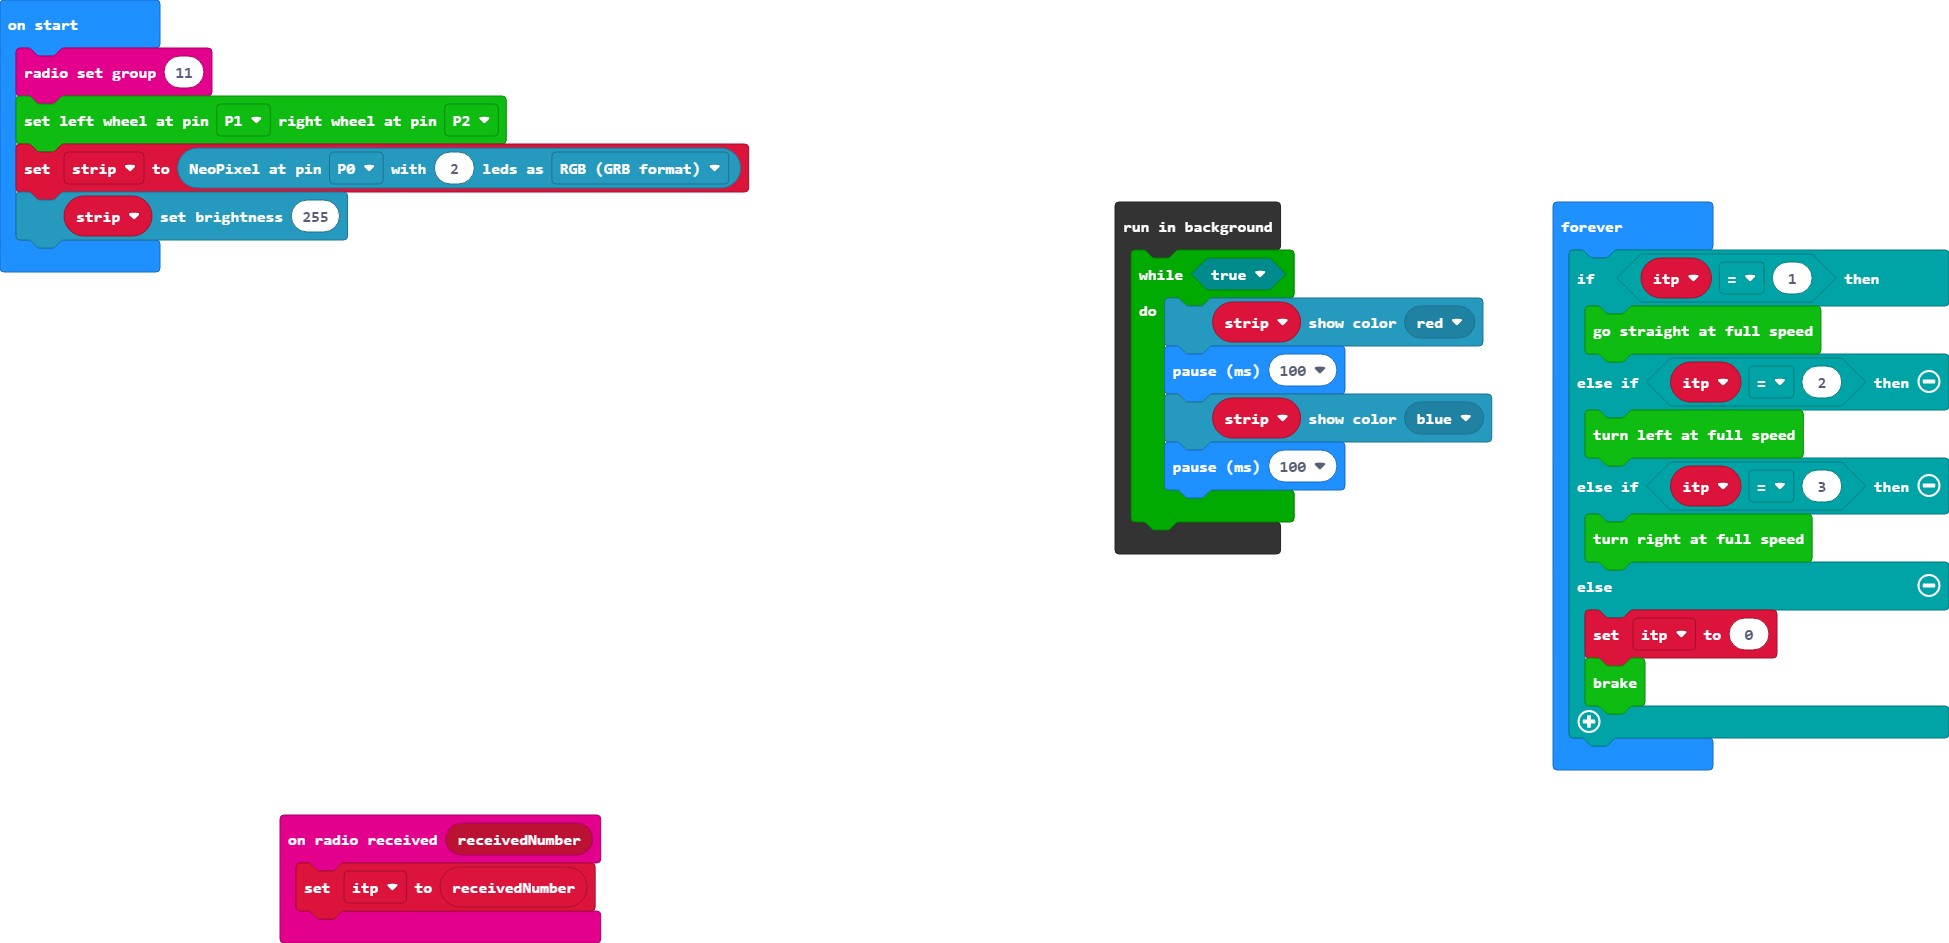 on start
radio set group 11
set left wheel at pin P1 right wheel at pin P2
set strip to NeoPixel at pin P0 with 2 leds as RGB (GRB format)
strip set brightness 255
run in background
while true
do strip show color red
pause (ms) 100
strip show color blue
pause (ms) 100
forever
if itp = 1 then
go straight at full speed
else if itp = 2 then
turn left at full speed
else if itp = 3 then
turn right at full speed
else
set itp to 0
brake
on radio received receivedNumber
set itp to receivedNumber